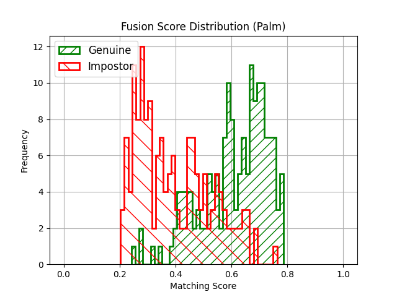 Fusion Score Distribution (Palm)
Genuine
Impostor
Frequency
12
10
8
6
4
2
0
0.0 0.2 0.4 0.6 0.8 1.0
Matching Score